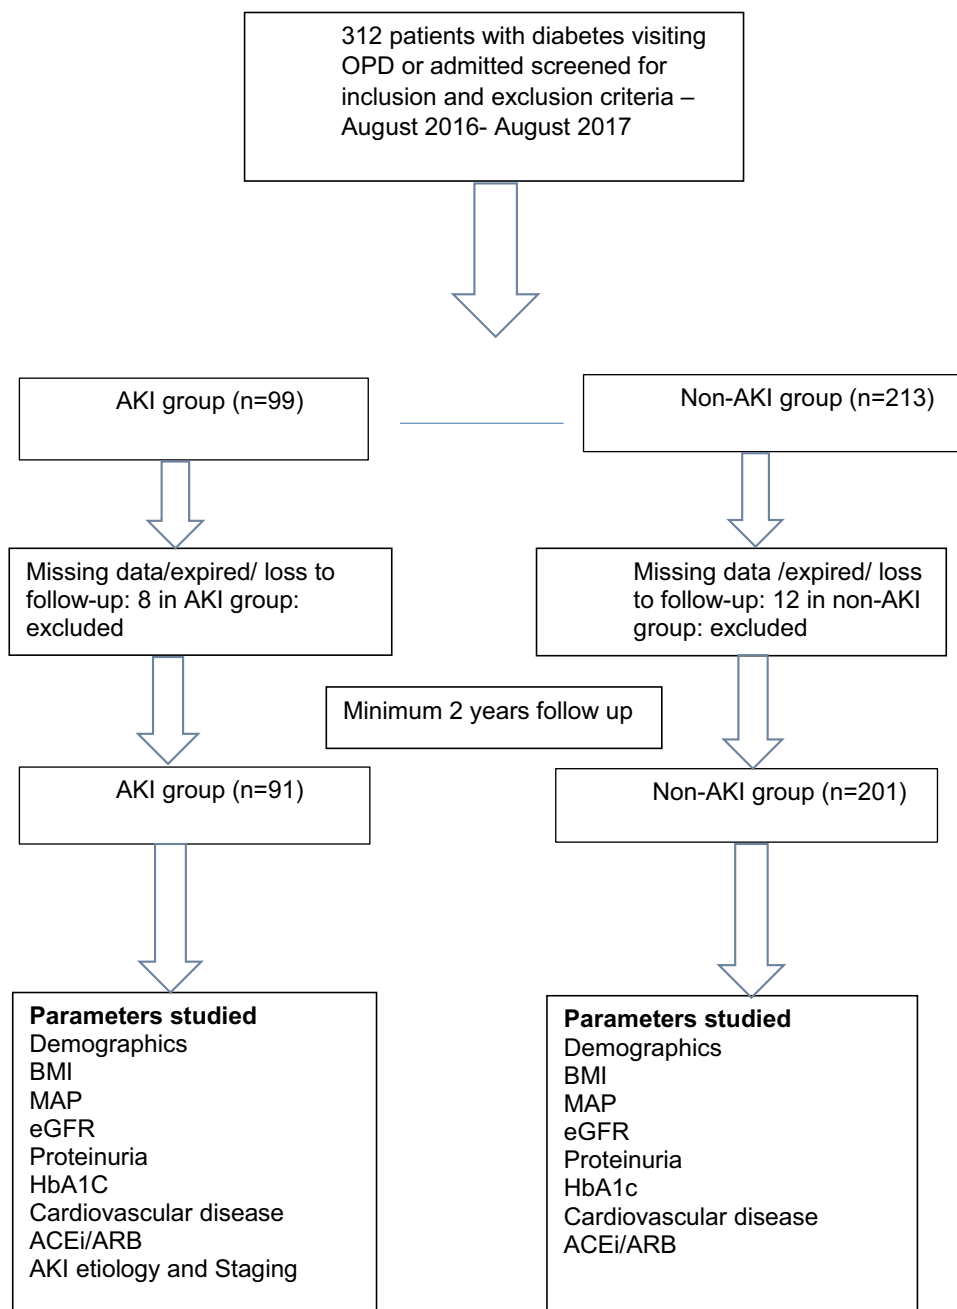 312 patients with diabetes visiting
OPD or admitted screened for
inclusion and exclusion criteria –
August 2016- August 2017
AKI group (n=99)
Non-AKI group (n=213)
Missing data/expired/ loss to
follow-up: 8 in AKI group:
excluded
Missing data /expired/ loss
to follow-up: 12 in non-AKI
group: excluded
Minimum 2 years follow up
AKI group (n=91)
Non-AKI group (n=201)
Parameters studied
Demographics
BMI
MAP
eGFR
Proteinuria
HbA1C
Cardiovascular disease
ACEi/ARB
AKI etiology and Staging
Parameters studied
Demographics
BMI
MAP
eGFR
Proteinuria
HbA1c
Cardiovascular disease
ACEi/ARB